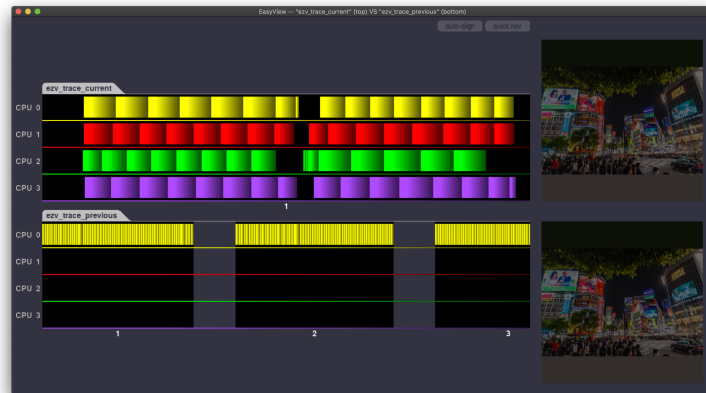 EasyView -- "ezv_trace_current" (top) VS "ezv_trace_previous" (bottom)
auto-align quick nav
ezv_trace_current
CPU 0
CPU 1
CPU 2
CPU 3
1
ezv_trace_previous
CPU 0
CPU 1
CPU 2
CPU 3
1 2 3